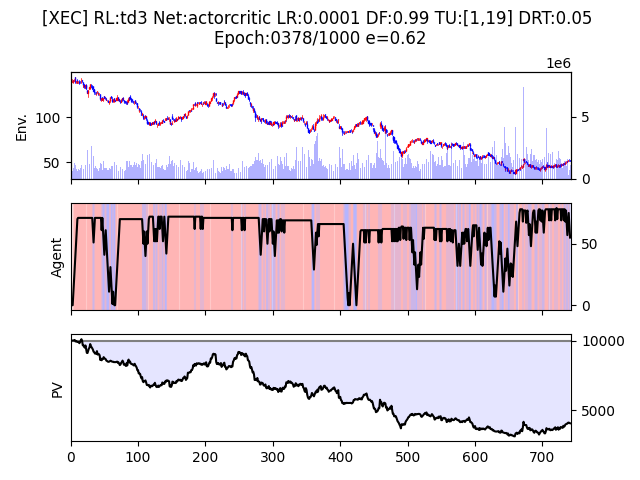 [XEC] RL:td3 Net:actorcritic LR:0.0001 DF:0.99 TU:[1,19] DRT:0.05
Epoch:0378/1000 e=0.62
1e6
Env.
100
50
5
0
Agent
50
0
PV
10000
5000
0 100 200 300 400 500 600 700